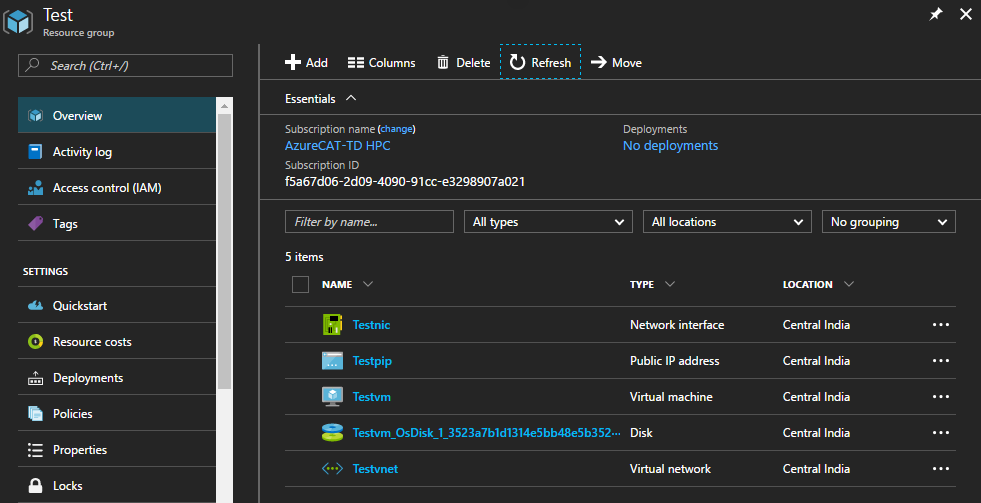 Test
Resource group
Search (Ctrl+/)
Overview
Activity log
Access control (IAM)
Tags
SETTINGS
Quickstart
Resource costs
Deployments
Policies
Properties
Locks
Add Columns Delete Refresh Move
Essentials
Subscription name (change) Deployments
AzureCAT-TD HPC No deployments
Subscription ID
f5a67d06-2d09-4090-91cc-e3298907a021
Filter by name... All types All locations No grouping
5 items
NAME TYPE LOCATION
Testnic Network interface Central India ...
Testpip Public IP address Central India ...
Testvm Virtual machine Central India ...
Testvm_OsDisk_1_3523a7b1d1314e5bb48e5b352... Disk Central India ...
Testvnet Virtual network Central India ...